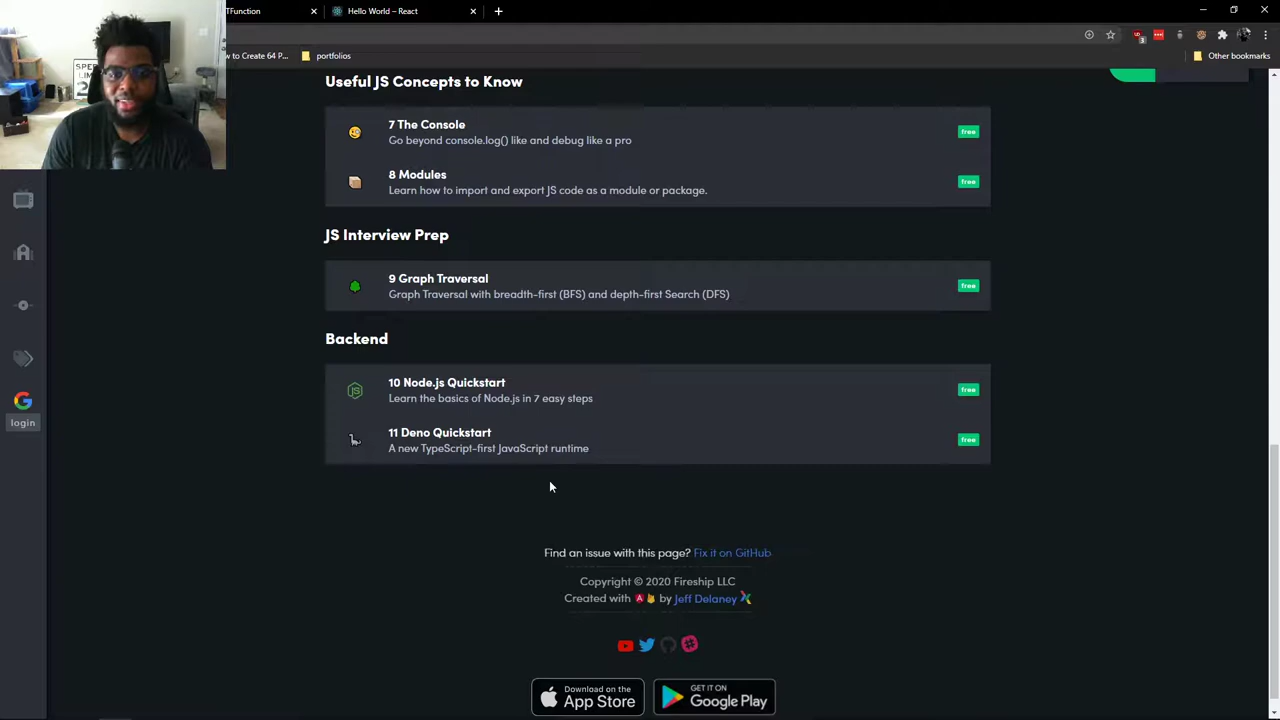 TFunction
Hello World – React
w to Create 64 P...
portfolios
Other bookmarks
3
Useful JS Concepts to Know
7 The Console
Go beyond console.log() like and debug like a pro
free
8 Modules
Learn how to import and export JS code as a module or package.
free
JS Interview Prep
9 Graph Traversal
Graph Traversal with breadth-first (BFS) and depth-first Search (DFS)
free
Backend
10 Node.js Quickstart
Learn the basics of Node.js in 7 easy steps
free
11 Deno Quickstart
A new TypeScript-first JavaScript runtime
free
login
Find an issue with this page? Fix it on GitHub
Copyright © 2020 Fireship LLC
Created with by Jeff Delaney
Download on the
App Store
GET IT ON
Google Play